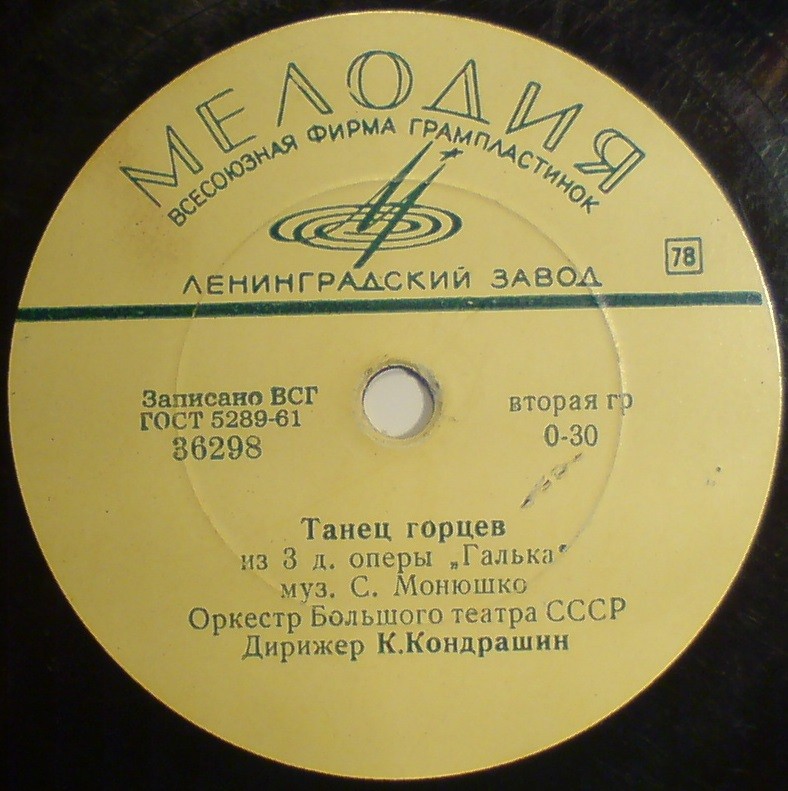 МЕЛОДИЯ
ВСЕСОЮЗНАЯ ФИРМА ГРАМПЛАСТИНОК
ЛЕНИНГРАДСКИЙ ЗАВОД
78
Записано ВСГ
ГОСТ 5289-61
36298
вторая гр
0-30
Танец горцев
из 3 д. оперы „Галька“
муз. С. Монюшко
Оркестр Большого театра СССР
Дирижер К.Кондрашин